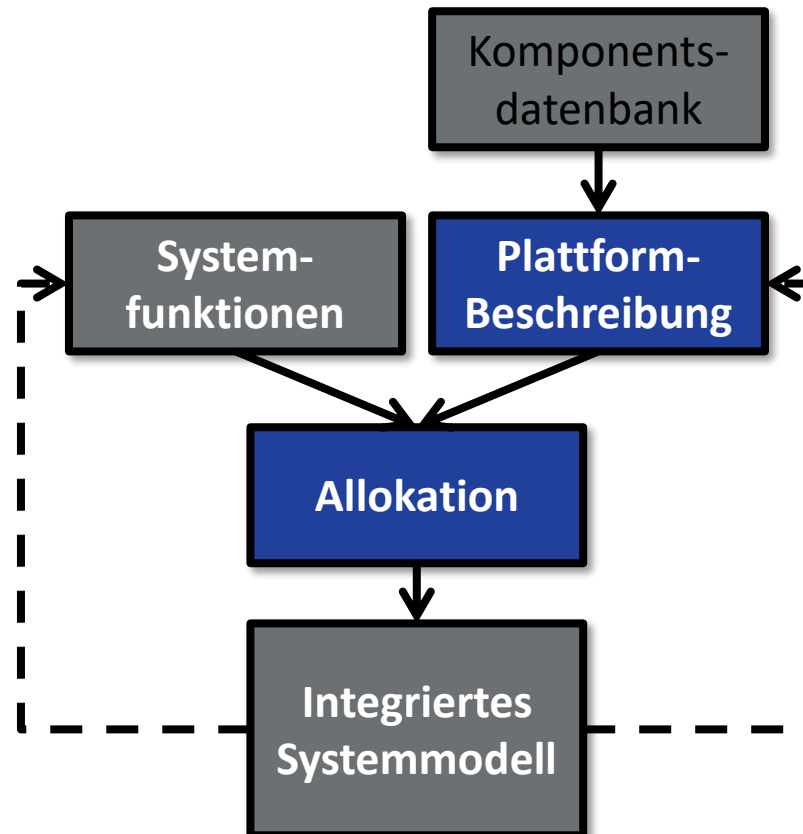 Komponents-
datenbank
System-
funktionen
Plattform-
Beschreibung
Allokation
Integriertes
Systemmodell